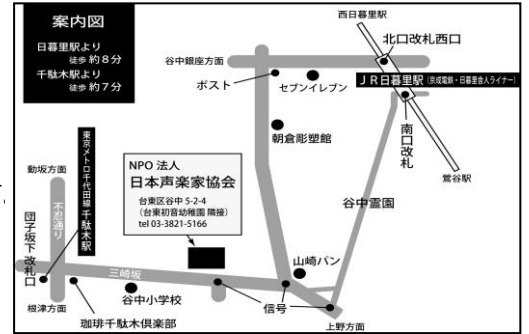 案内図
日暮里駅より
徒歩 約8分
千駄木駅より
徒歩 約7分
西日暮里駅
北口改札西口
谷中銀座方面
ポスト
セブンイレブン
JR日暮里駅(京成電鉄・日暮里舎人ライナー)
南口改札
鶯谷駅
朝倉彫塑館
谷中霊園
NPO 法人
日本声楽家協会
台東区谷中 5-2-4
(台東初音幼稚園 隣接)
tel 03-3821-5166
東京メトロ千代田線 千駄木駅
動坂方面
不忍通り
団子坂下 改札口
三崎坂
山崎パン
谷中小学校
信号
根津方面
珈琲千駄木倶楽部
上野方面